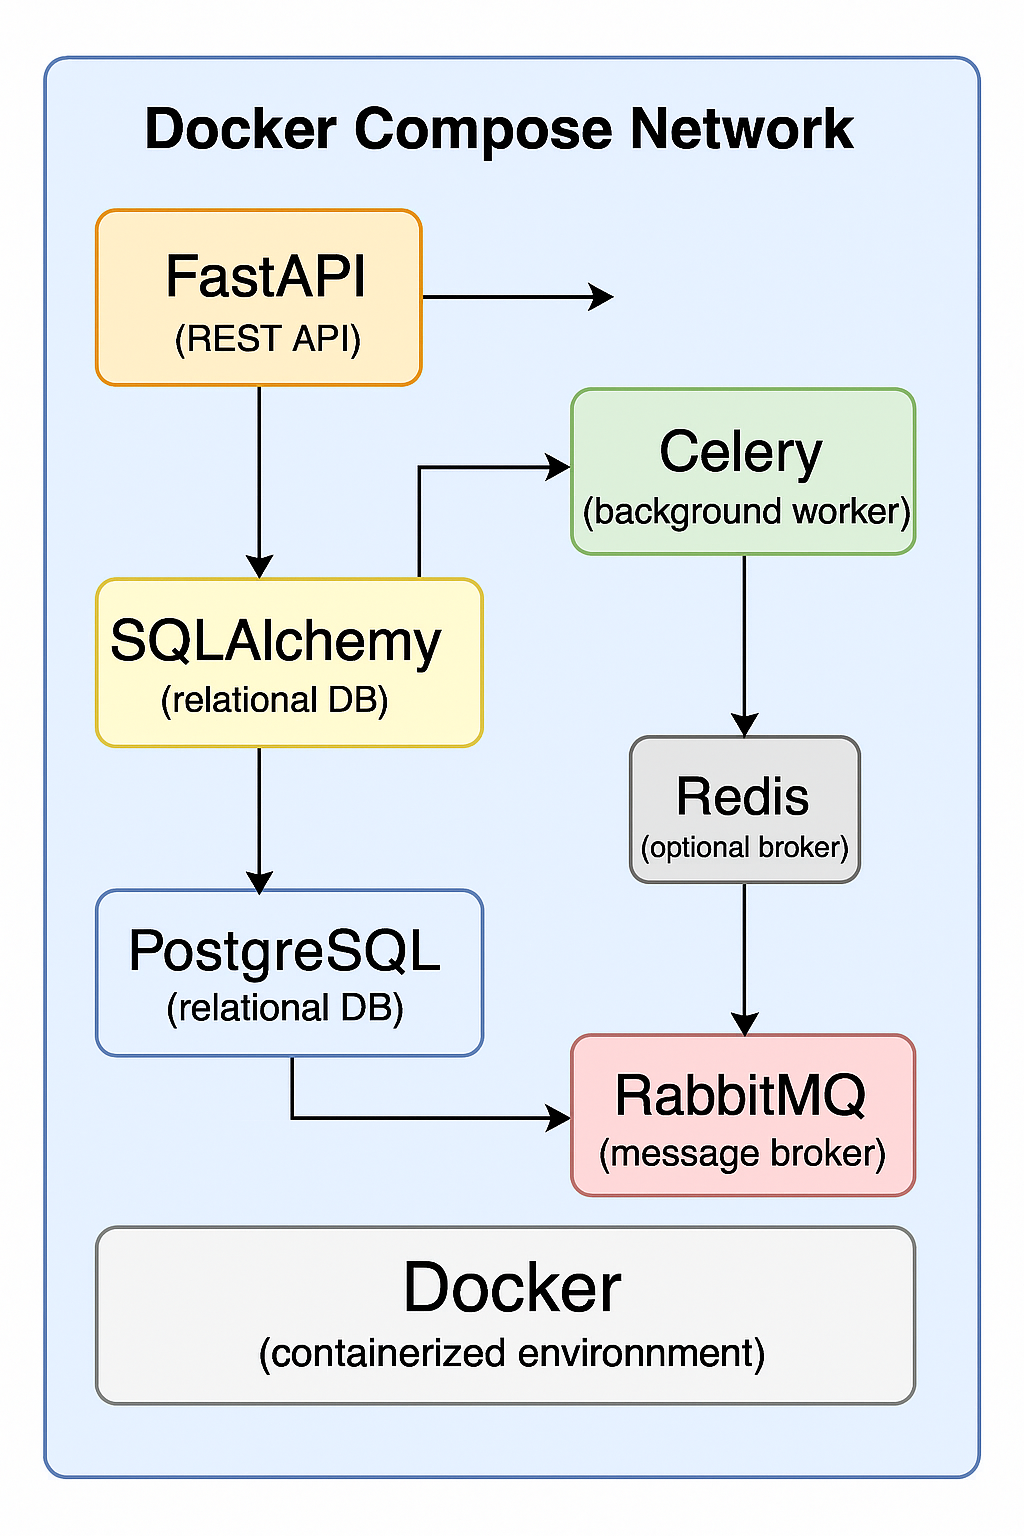 Docker Compose Network
FastAPI
(REST API)
Celery
(background worker)
SQLAlchemy
(relational DB)
Redis
(optional broker)
PostgreSQL
(relational DB)
RabbitMQ
(message broker)
Docker
(containerized environnment)